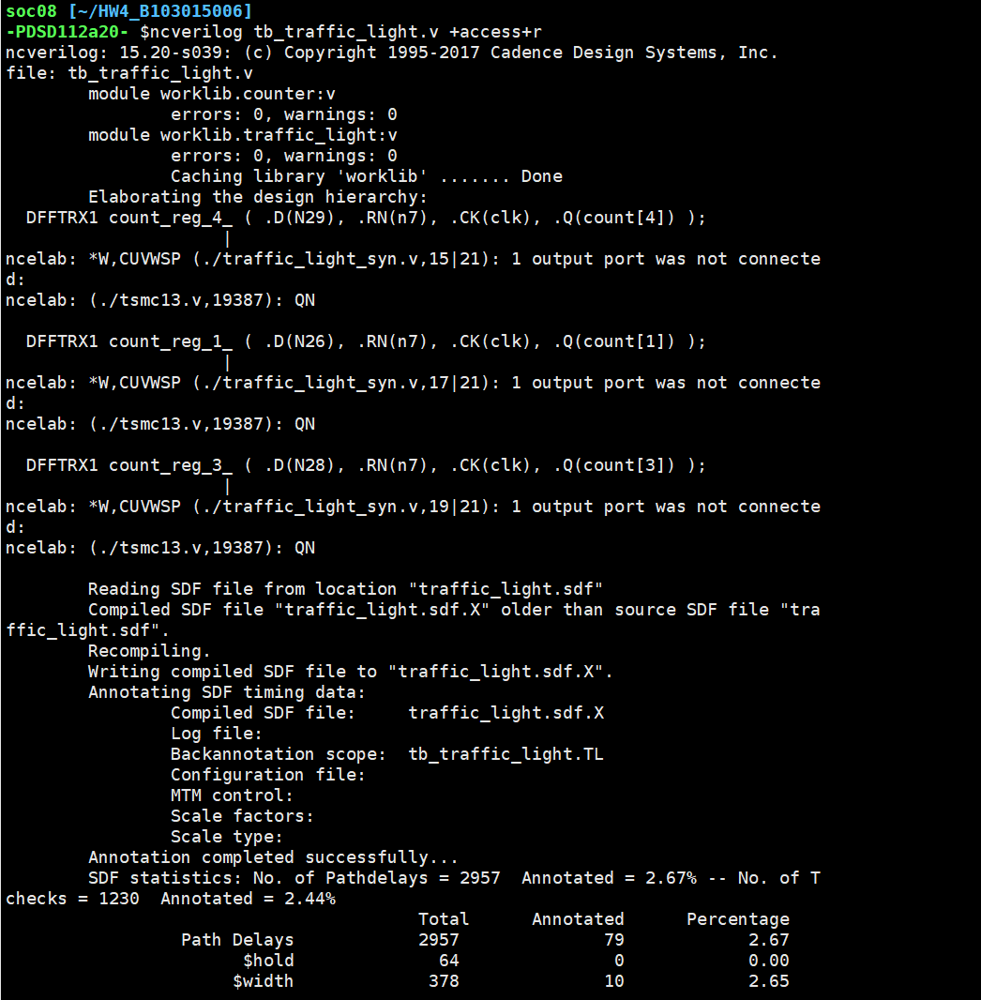 soc08 [~/HW4_B103015006]
-PDSD112a20- $ncverilog tb_traffic_light.v +access+r
ncverilog: 15.20-s039: (c) Copyright 1995-2017 Cadence Design Systems, Inc.
file: tb_traffic_light.v
        module worklib.counter:v
                errors: 0, warnings: 0
        module worklib.traffic_light:v
                errors: 0, warnings: 0
                Caching library 'worklib' ....... Done
        Elaborating the design hierarchy:
  DFFTRX1 count_reg_4_ ( .D(N29), .RN(n7), .CK(clk), .Q(count[4]) );
                     |
ncelab: *W,CUVWSP (./traffic_light_syn.v,15|21): 1 output port was not connecte
d:
ncelab: (./tsmc13.v,19387): QN

  DFFTRX1 count_reg_1_ ( .D(N26), .RN(n7), .CK(clk), .Q(count[1]) );
                     |
ncelab: *W,CUVWSP (./traffic_light_syn.v,17|21): 1 output port was not connecte
d:
ncelab: (./tsmc13.v,19387): QN

  DFFTRX1 count_reg_3_ ( .D(N28), .RN(n7), .CK(clk), .Q(count[3]) );
                     |
ncelab: *W,CUVWSP (./traffic_light_syn.v,19|21): 1 output port was not connecte
d:
ncelab: (./tsmc13.v,19387): QN

        Reading SDF file from location "traffic_light.sdf"
        Compiled SDF file "traffic_light.sdf.X" older than source SDF file "tra
ffic_light.sdf".
        Recompiling.
        Writing compiled SDF file to "traffic_light.sdf.X".
        Annotating SDF timing data:
                Compiled SDF file:     traffic_light.sdf.X
                Log file:
                Backannotation scope:  tb_traffic_light.TL
                Configuration file:
                MTM control:
                Scale factors:
                Scale type:
        Annotation completed successfully...
        SDF statistics: No. of Pathdelays = 2957  Annotated = 2.67% -- No. of T
checks = 1230  Annotated = 2.44%
                                        Total      Annotated      Percentage
                 Path Delays            2957              79            2.67
                       $hold              64               0            0.00
                      $width             378              10            2.65